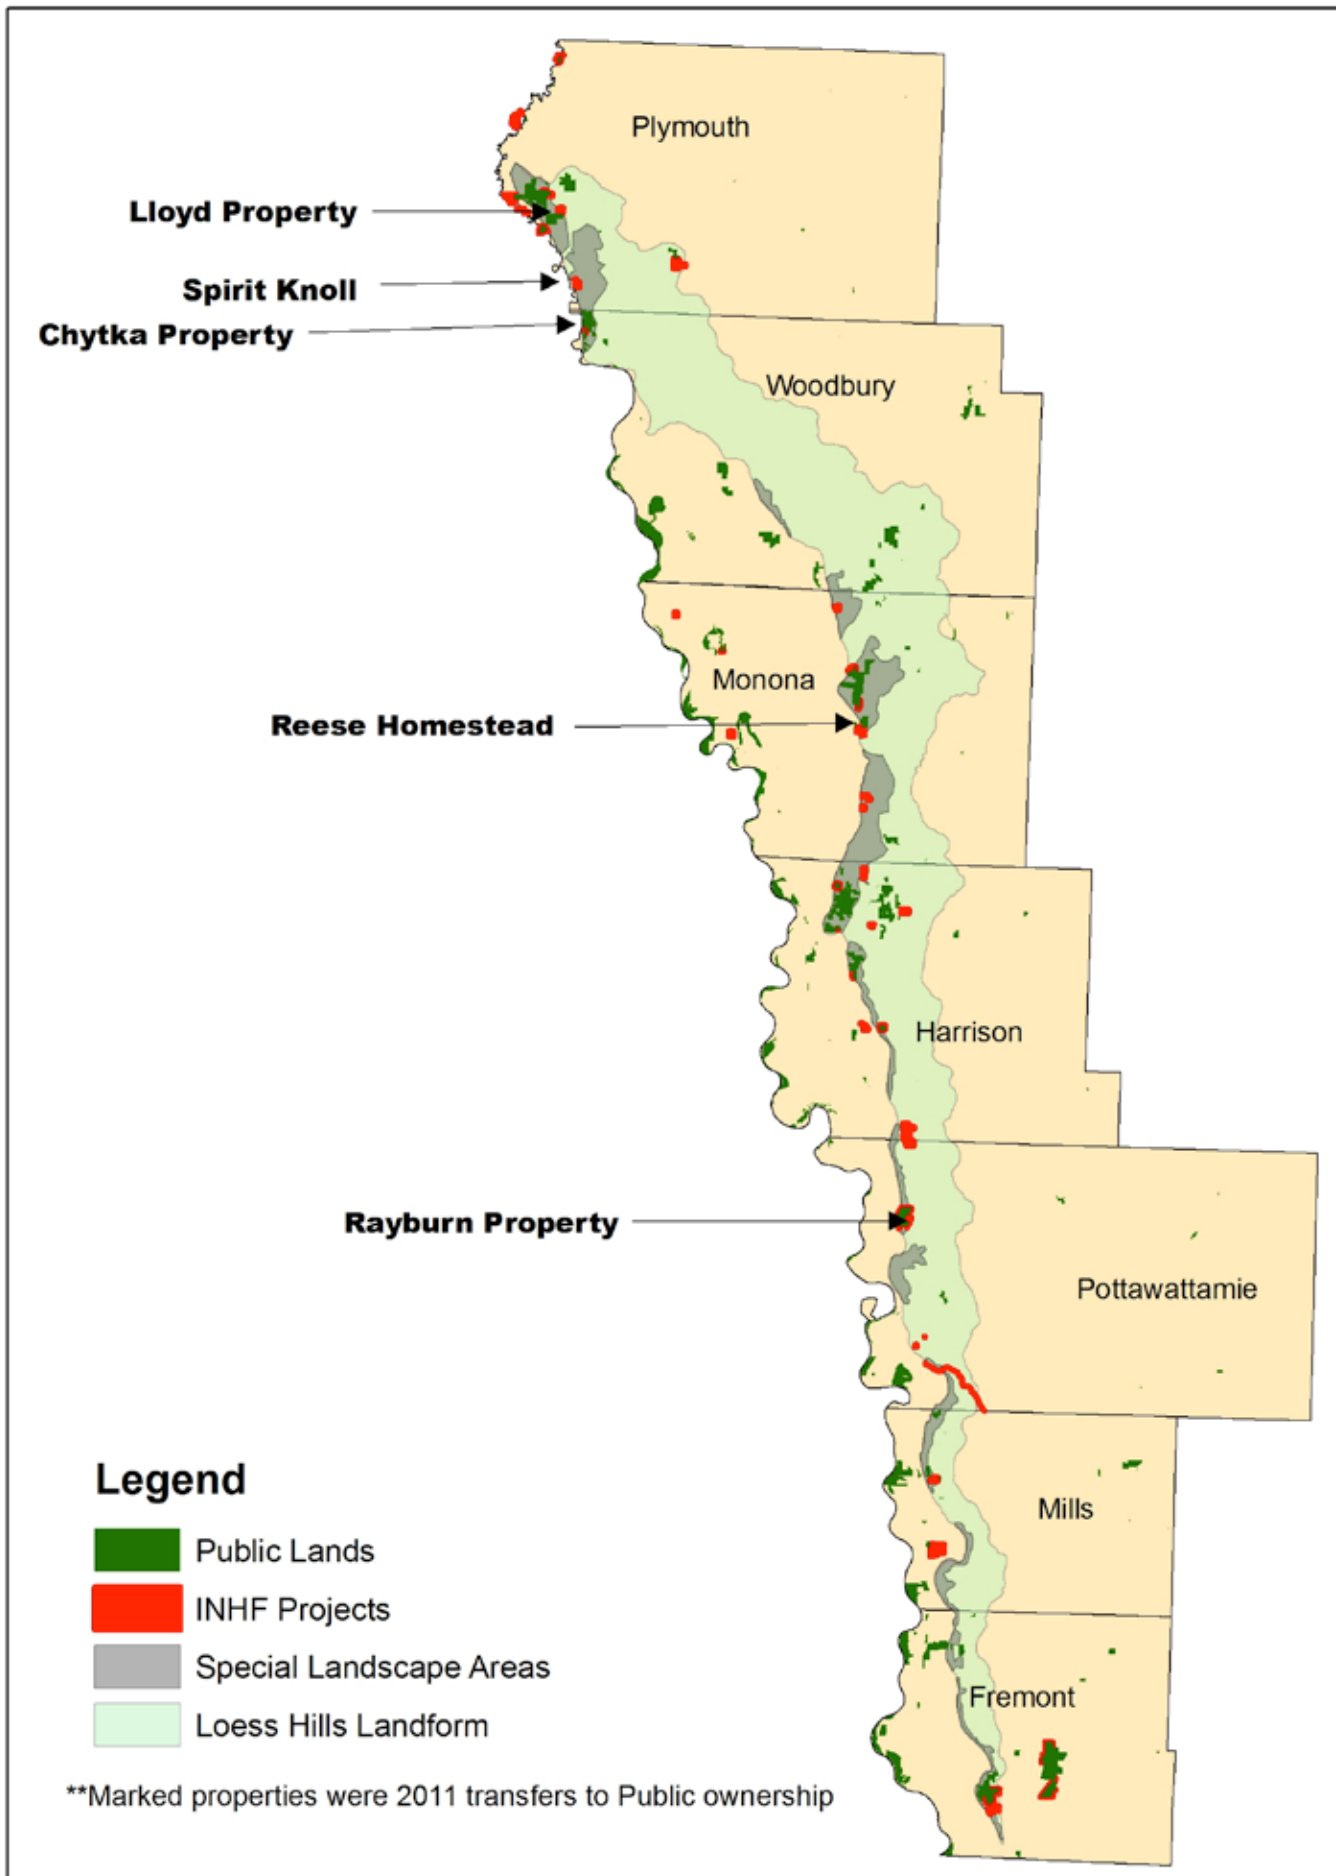 Plymouth
Lloyd Property
Spirit Knoll
Chytka Property
Woodbury
Monona
Reese Homestead
Harrison
Rayburn Property
Pottawattamie
Legend
Mills
Public Lands
INHF Projects
Special Landscape Areas
Fremont
Loess Hills Landform
**Marked properties were 2011 transfers to Public ownership